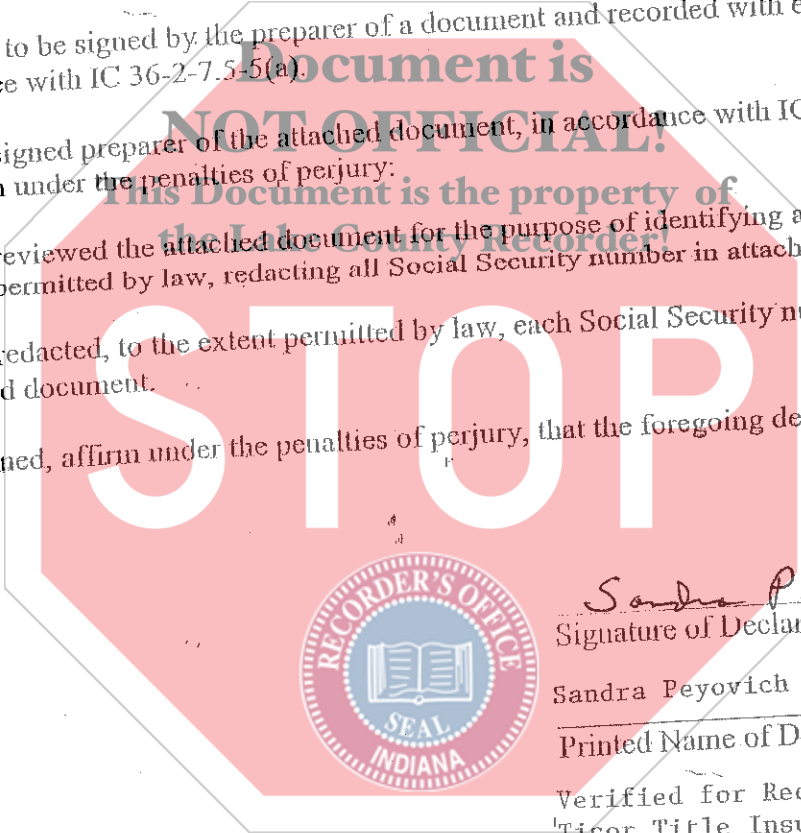 to be signed by the preparer of a document and recorded with e
ce with IC 36-2-7.5-5(a).
Document is
NOT OFFICIAL!
signed preparer of the attached document, in accordance with IC
n under the penalties of perjury:
This Document is the property of
the Lake County Recorder!
reviewed the attached document for the purpose of identifying a
permitted by law, redacting all Social Security number in attach
redacted, to the extent permitted by law, each Social Security nu
d document.
STOP
ned, affirm under the penalties of perjury, that the foregoing de
RECORDER'S OFFICE
SEAL
INDIANA
Sandra P
Signature of Declar
Sandra Peyovich
Printed Name of D
Verified for Rec
Ticor Title Insu